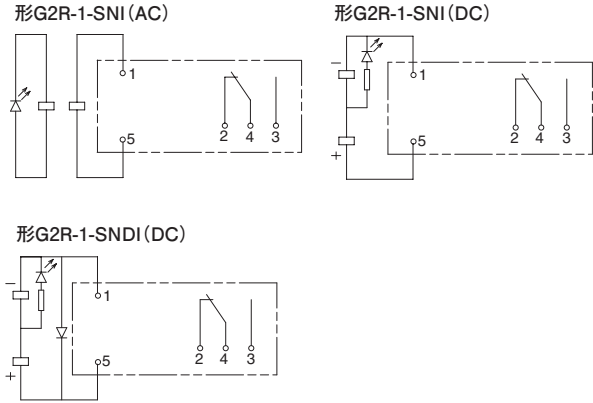 形G2R-1-SNI（AC）
1
5
2 4 3
形G2R-1-SNI（DC）
−
+
1
5
2 4 3
形G2R-1-SNDI（DC）
−
+
1
5
2 4 3